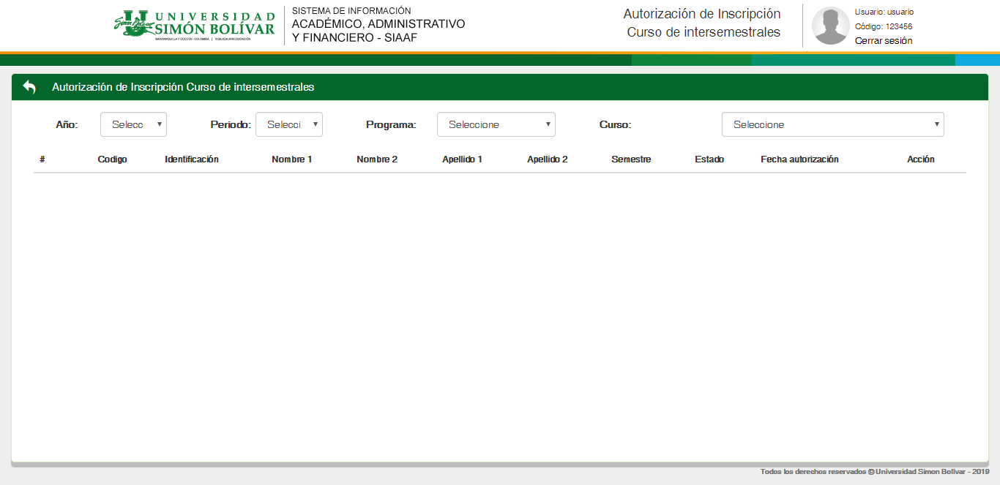 UNIVERSIDAD
SIMÓN BOLÍVAR
BARRANQUILLA Y CÚCUTA - COLOMBIA | VIGILADA MINEDUCACIÓN
SISTEMA DE INFORMACIÓN
ACADÉMICO, ADMINISTRATIVO
Y FINANCIERO - SIAAF
Autorización de Inscripción
Curso de intersemestrales
Usuario: usuario
Código: 123456
Cerrar sesión
Autorización de Inscripción Curso de intersemestrales
Año: Selecc Periodo: Selecci Programa: Seleccione Curso: Seleccione
# Codigo Identificación Nombre 1 Nombre 2 Apellido 1 Apellido 2 Semestre Estado Fecha autorización Acción
Todos los derechos reservados © Universidad Simon Bolívar - 2019